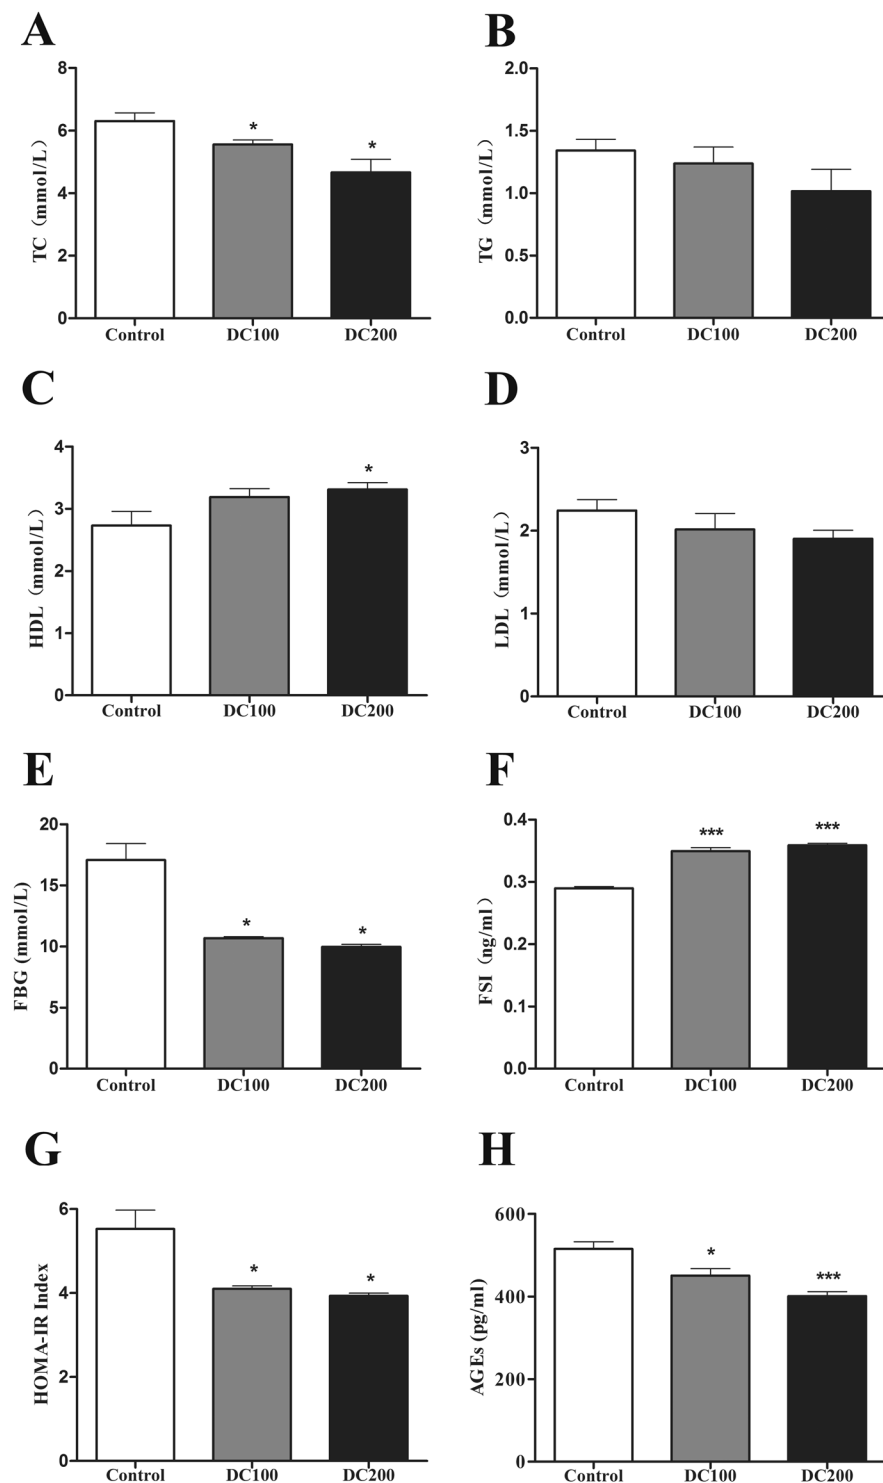 A
TC (mmol/L)
8
6
*
*
4
2
0
Control DC100 DC200
B
TG (mmol/L)
2.0
1.5
1.0
0.5
0.0
Control DC100 DC200
C
HDL (mmol/L)
4
*
3
2
1
0
Control DC100 DC200
D
LDL (mmol/L)
3
2
1
0
Control DC100 DC200
E
FBG (mmol/L)
20
15
*
*
10
5
0
Control DC100 DC200
F
FSI (ng/ml)
0.4
***
***
0.3
0.2
0.1
0.0
Control DC100 DC200
G
HOMA-IR Index
6
*
*
4
2
0
Control DC100 DC200
H
AGEs (pg/ml)
600
*
***
400
200
0
Control DC100 DC200